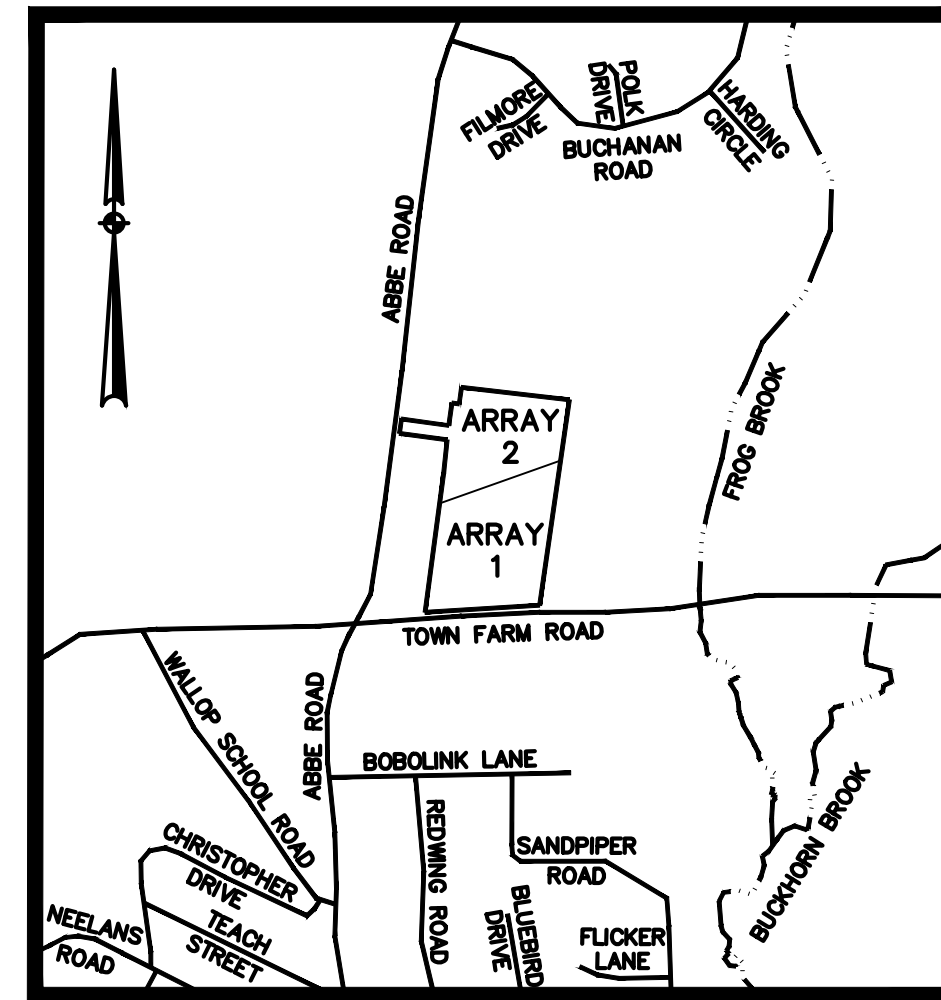 FILMORE
DRIVE
POLK
DRIVE
HARDING
CIRCLE
BUCHANAN
ROAD
ABBE ROAD
FROG BROOK
ARRAY
2
ARRAY
1
TOWN FARM ROAD
WALLOP SCHOOL ROAD
ABBE ROAD
BOBOLINK LANE
REDWING ROAD
SANDPIPER
ROAD
BUCKHORN BROOK
CHRISTOPHER
DRIVE
TEACH
STREET
NEELANS
ROAD
BLUEBIRD
DRIVE
FLICKER
LANE